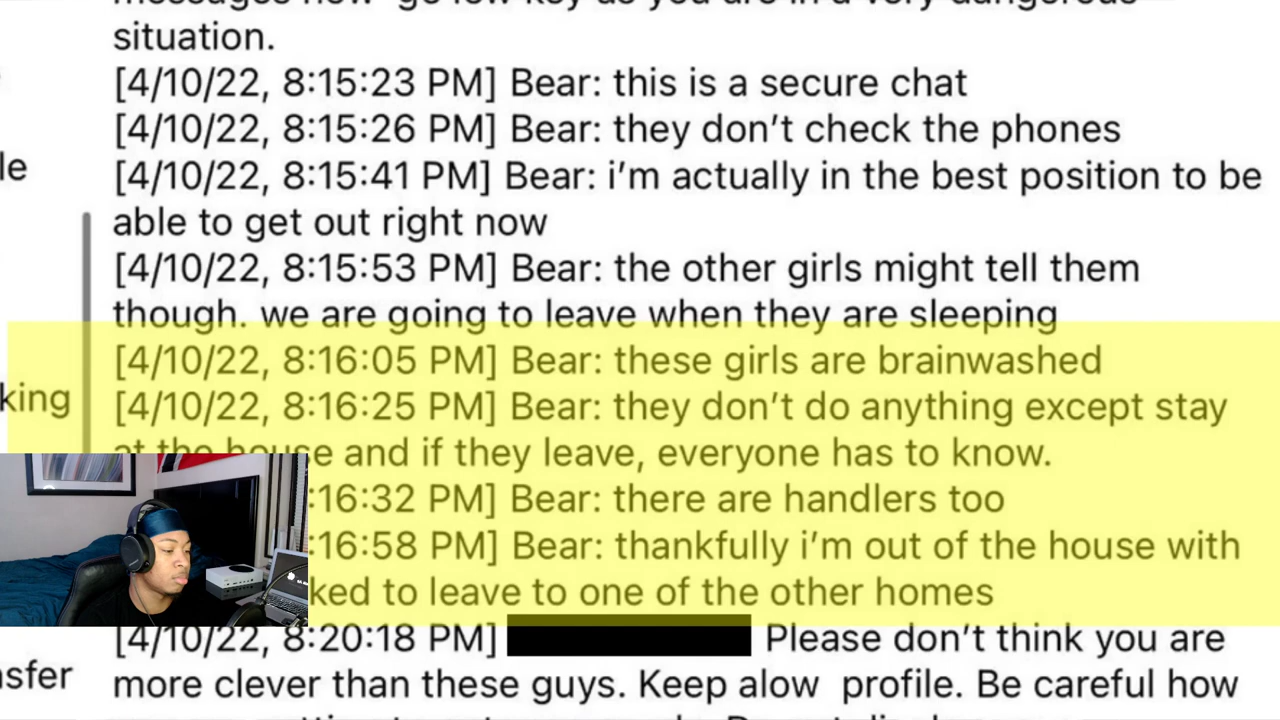 situation.
[4/10/22, 8:15:23 PM] Bear: this is a secure chat
[4/10/22, 8:15:26 PM] Bear: they don't check the phones
le
[4/10/22, 8:15:41 PM] Bear: i'm actually in the best position to be
able to get out right now
[4/10/22, 8:15:53 PM] Bear: the other girls might tell them
though. we are going to leave when they are sleeping
[4/10/22, 8:16:05 PM] Bear: these girls are brainwashed
king
[4/10/22, 8:16:25 PM] Bear: they don't do anything except stay
at the house and if they leave, everyone has to know.
:16:32 PM] Bear: there are handlers too
:16:58 PM] Bear: thankfully i'm out of the house with
ked to leave to one of the other homes
[4/10/22, 8:20:18 PM] Please don't think you are
nsfer
more clever than these guys. Keep alow profile. Be careful how